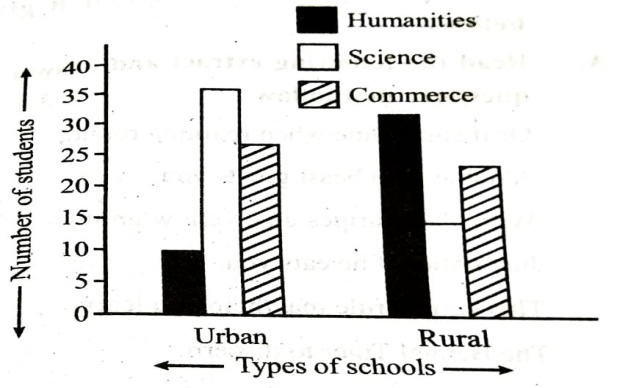 Humanities
Science
Commerce
40
35
30
25
20
15
10
5
0
Number of students
Urban Rural
Types of schools